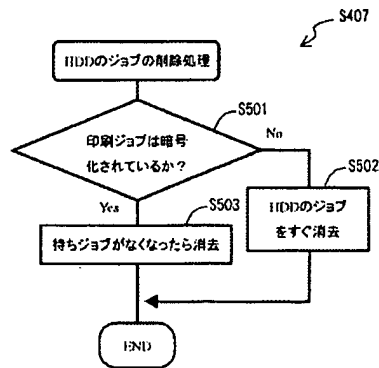 S407
HDDのジョブの削除処理
S501
印刷ジョブは暗号
化されているか?
No
S502
HDDのジョブ
をすぐ消去
Yes
S503
待ちジョブがなくなったら消去
END